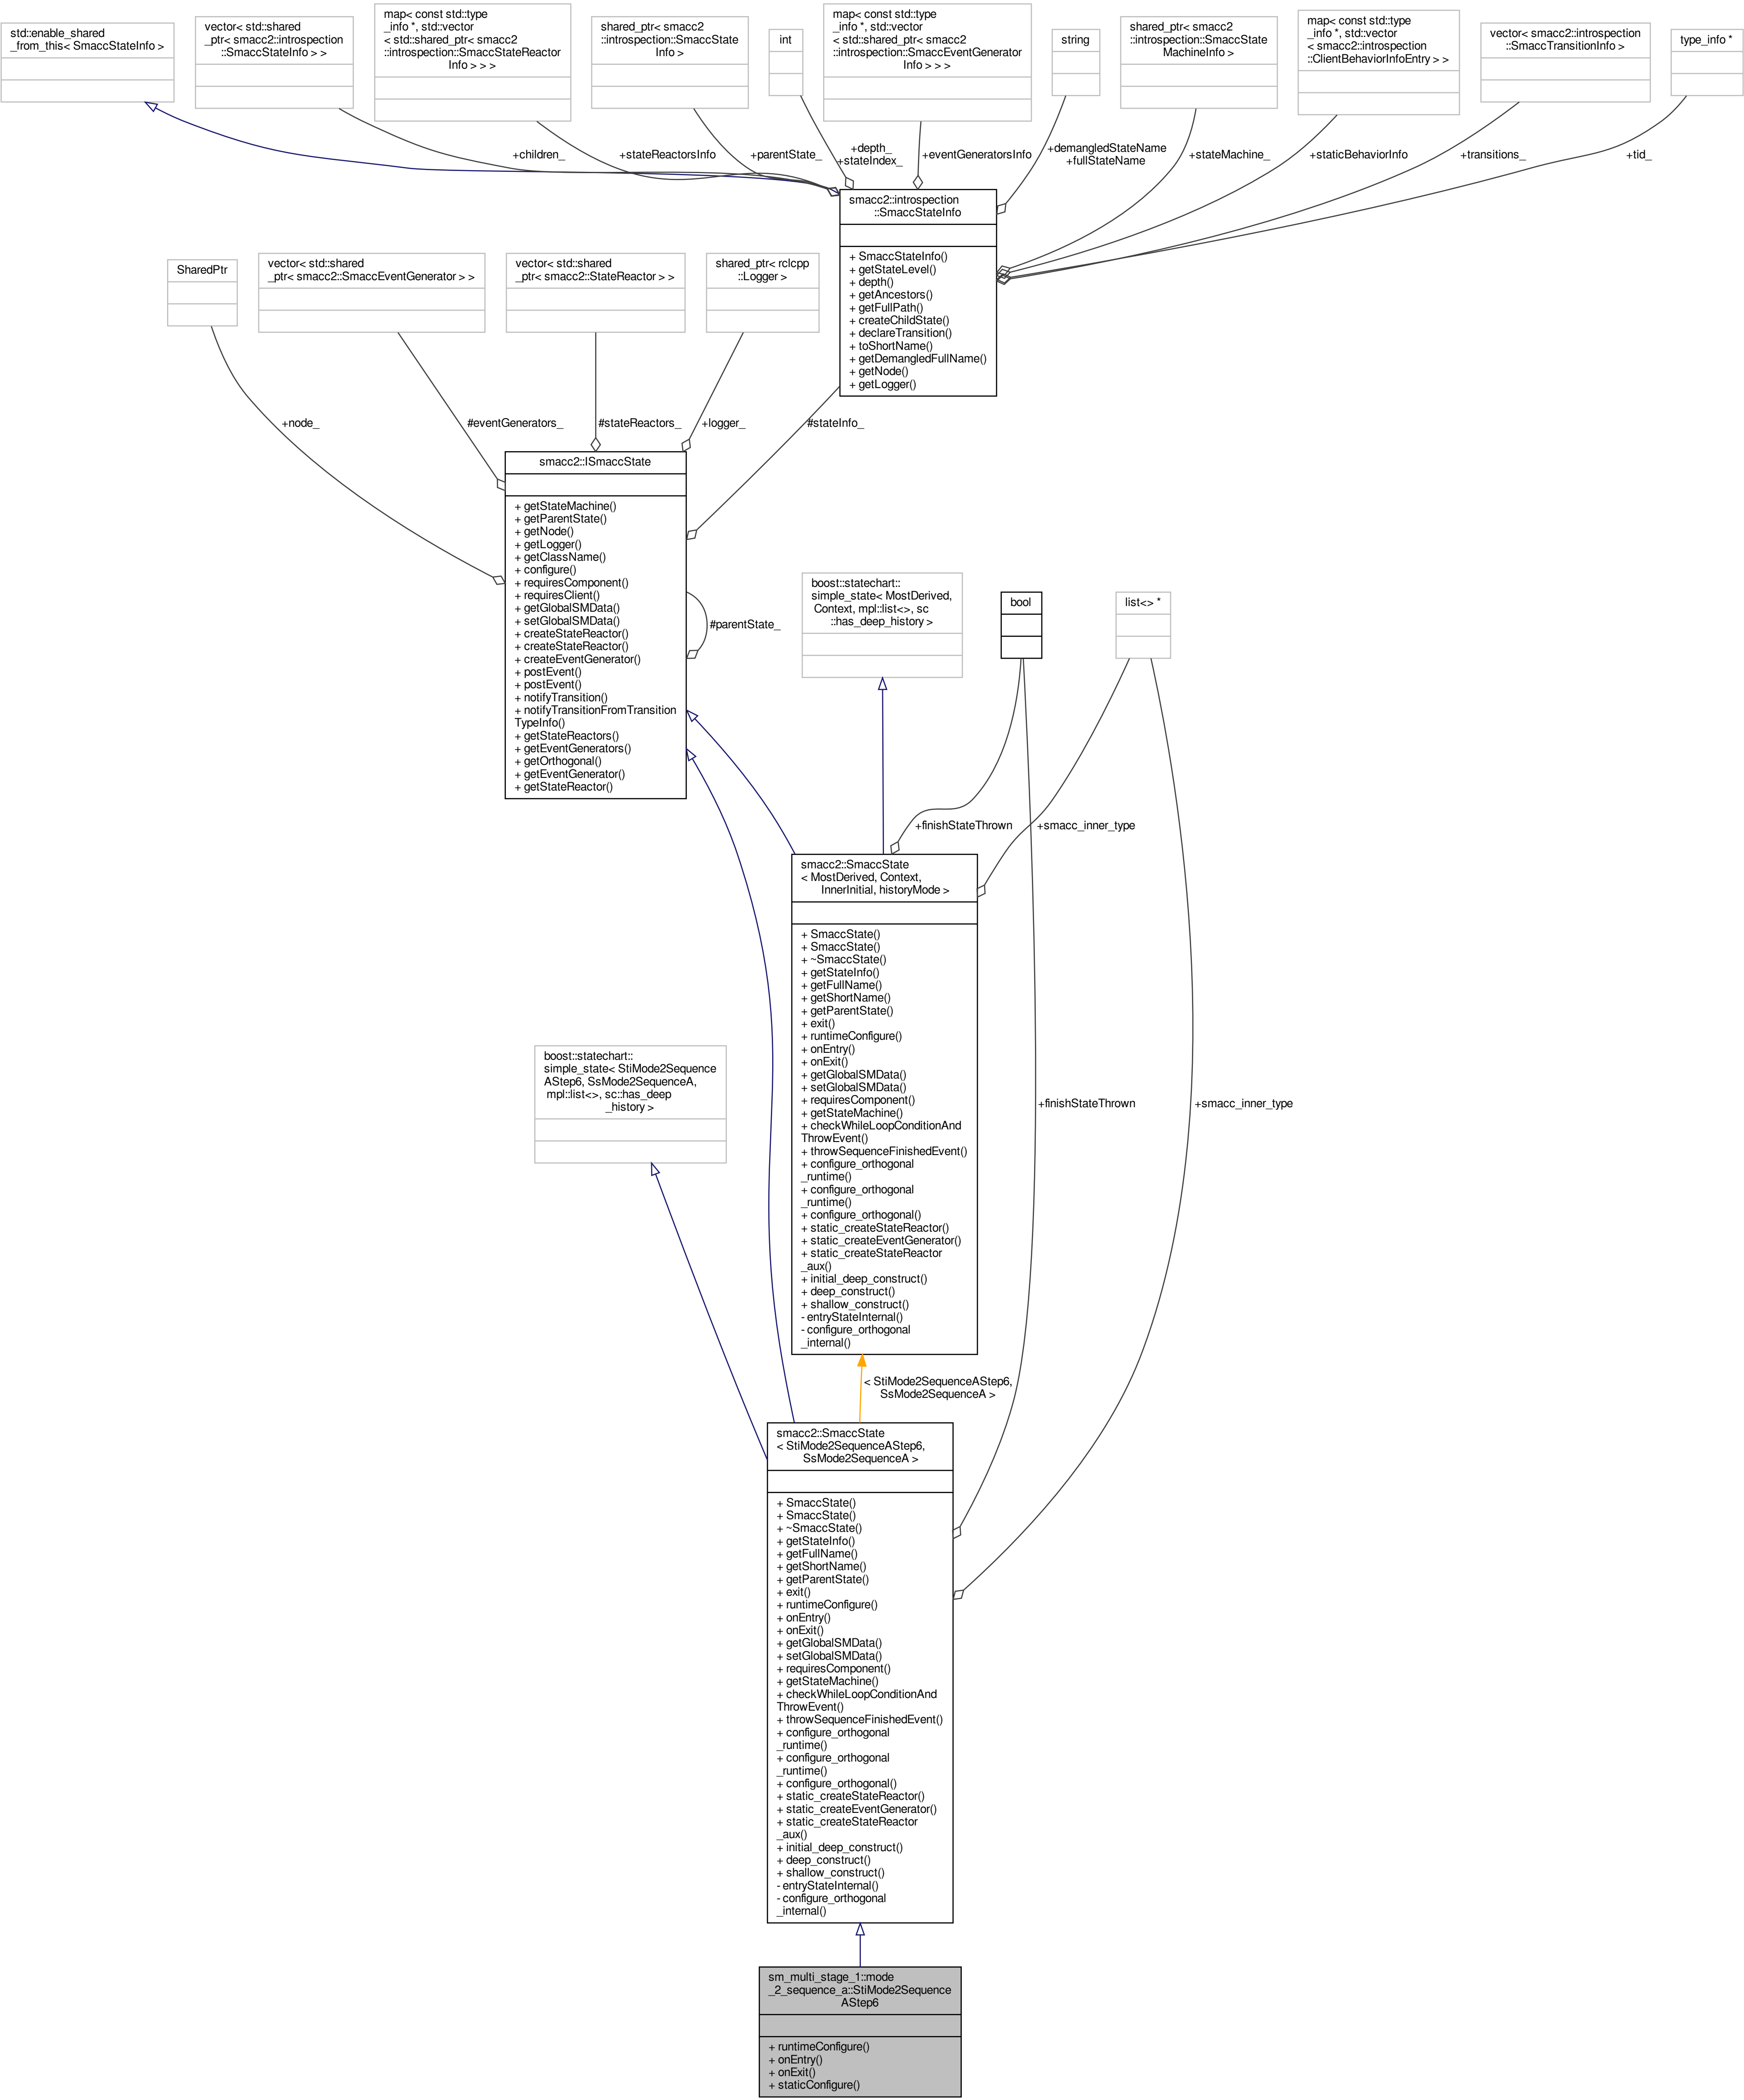 std::enable_shared
_from_this< SmaccStateInfo >
vector< std::shared
_ptr< smacc2::introspection
::SmaccStateInfo > >
map< const std::type
_info *, std::vector
< std::shared_ptr< smacc2
::introspection::SmaccStateReactor
Info > > >
shared_ptr< smacc2
::introspection::SmaccState
Info >
int
map< const std::type
_info *, std::vector
< std::shared_ptr< smacc2
::introspection::SmaccEventGenerator
Info > > >
string
shared_ptr< smacc2
::introspection::SmaccState
MachineInfo >
map< const std::type
_info *, std::vector
< smacc2::introspection
::ClientBehaviorInfoEntry > >
vector< smacc2::introspection
::SmaccTransitionInfo >
type_info *
+children_
+stateReactorsInfo
+parentState_
+depth_
+stateIndex_
+eventGeneratorsInfo
+demangledStateName
+fullStateName
+stateMachine_
+staticBehaviorInfo
+transitions_
+tid_
smacc2::introspection
::SmaccStateInfo
+ SmaccStateInfo()
+ getStateLevel()
+ depth()
+ getAncestors()
+ getFullPath()
+ createChildState()
+ declareTransition()
+ toShortName()
+ getDemangledFullName()
+ getNode()
+ getLogger()
SharedPtr
vector< std::shared
_ptr< smacc2::SmaccEventGenerator > >
vector< std::shared
_ptr< smacc2::StateReactor > >
shared_ptr< rclcpp
::Logger >
+node_
#eventGenerators_
#stateReactors_
+logger_
#stateInfo_
smacc2::ISmaccState
+ getStateMachine()
+ getParentState()
+ getNode()
+ getLogger()
+ getClassName()
+ configure()
+ requiresComponent()
+ requiresClient()
+ getGlobalSMData()
+ setGlobalSMData()
+ createStateReactor()
+ createStateReactor()
+ createEventGenerator()
+ postEvent()
+ postEvent()
+ notifyTransition()
+ notifyTransitionFromTransition
TypeInfo()
+ getStateReactors()
+ getEventGenerators()
+ getOrthogonal()
+ getEventGenerator()
+ getStateReactor()
#parentState_
boost::statechart::
simple_state< MostDerived,
Context, mpl::list<>, sc
::has_deep_history >
bool
list<> *
+finishStateThrown
+smacc_inner_type
smacc2::SmaccState
< MostDerived, Context,
InnerInitial, historyMode >
+ SmaccState()
+ SmaccState()
+ ~SmaccState()
+ getStateInfo()
+ getFullName()
+ getShortName()
+ getParentState()
+ exit()
+ runtimeConfigure()
+ onEntry()
+ onExit()
+ getGlobalSMData()
+ setGlobalSMData()
+ requiresComponent()
+ getStateMachine()
+ checkWhileLoopConditionAnd
ThrowEvent()
+ throwSequenceFinishedEvent()
+ configure_orthogonal
_runtime()
+ configure_orthogonal
_runtime()
+ configure_orthogonal()
+ static_createStateReactor()
+ static_createEventGenerator()
+ static_createStateReactor
_aux()
+ initial_deep_construct()
+ deep_construct()
+ shallow_construct()
- entryStateInternal()
- configure_orthogonal
_internal()
boost::statechart::
simple_state< StiMode2Sequence
AStep6, SsMode2SequenceA,
mpl::list<>, sc::has_deep
_history >
+finishStateThrown
+smacc_inner_type
< StiMode2SequenceAStep6,
SsMode2SequenceA >
smacc2::SmaccState
< StiMode2SequenceAStep6,
SsMode2SequenceA >
+ SmaccState()
+ SmaccState()
+ ~SmaccState()
+ getStateInfo()
+ getFullName()
+ getShortName()
+ getParentState()
+ exit()
+ runtimeConfigure()
+ onEntry()
+ onExit()
+ getGlobalSMData()
+ setGlobalSMData()
+ requiresComponent()
+ getStateMachine()
+ checkWhileLoopConditionAnd
ThrowEvent()
+ throwSequenceFinishedEvent()
+ configure_orthogonal
_runtime()
+ configure_orthogonal
_runtime()
+ configure_orthogonal()
+ static_createStateReactor()
+ static_createEventGenerator()
+ static_createStateReactor
_aux()
+ initial_deep_construct()
+ deep_construct()
+ shallow_construct()
- entryStateInternal()
- configure_orthogonal
_internal()
sm_multi_stage_1::mode
_2_sequence_a::StiMode2Sequence
AStep6
+ runtimeConfigure()
+ onEntry()
+ onExit()
+ staticConfigure()